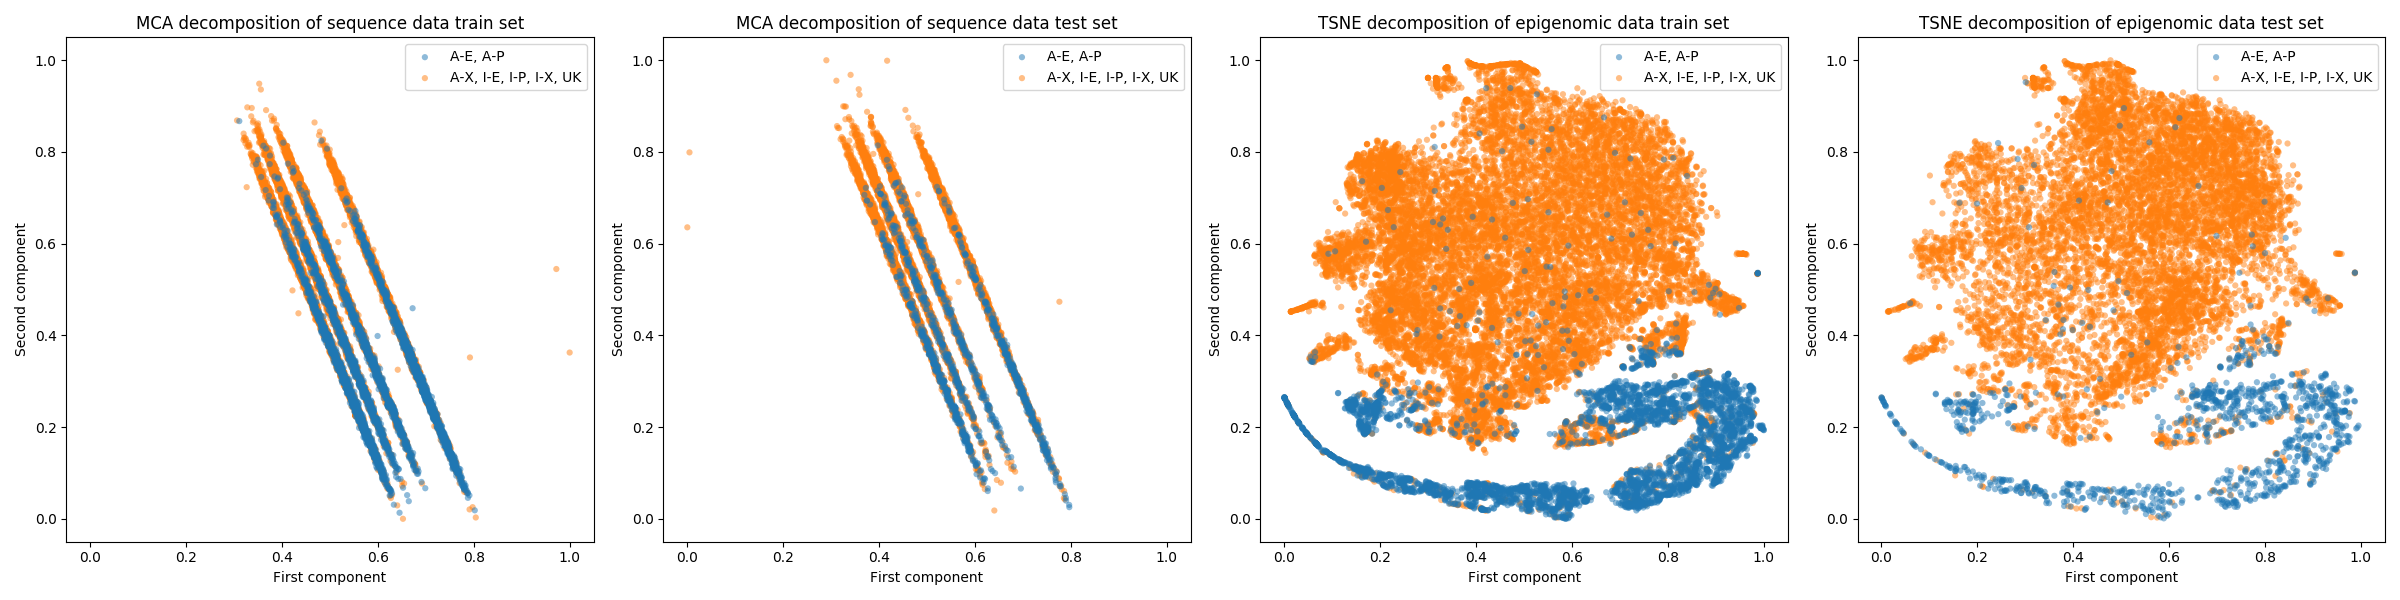 MCA decomposition of sequence data train set
A-E, A-P
A-X, I-E, I-P, I-X, UK
1.0
0.8
0.6
0.4
0.2
0.0
Second component
0.0 0.2 0.4 0.6 0.8 1.0
First component
MCA decomposition of sequence data test set
A-E, A-P
A-X, I-E, I-P, I-X, UK
1.0
0.8
0.6
0.4
0.2
0.0
Second component
0.0 0.2 0.4 0.6 0.8 1.0
First component
TSNE decomposition of epigenomic data train set
A-E, A-P
A-X, I-E, I-P, I-X, UK
1.0
0.8
0.6
0.4
0.2
0.0
Second component
0.0 0.2 0.4 0.6 0.8 1.0
First component
TSNE decomposition of epigenomic data test set
A-E, A-P
A-X, I-E, I-P, I-X, UK
1.0
0.8
0.6
0.4
0.2
0.0
Second component
0.0 0.2 0.4 0.6 0.8 1.0
First component